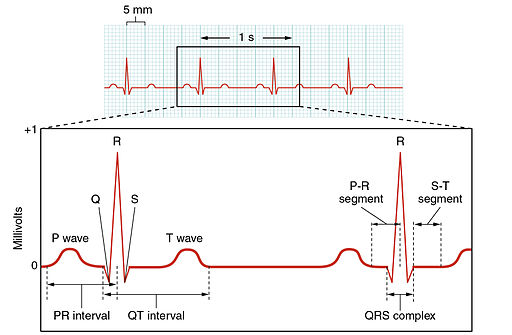 5 mm
1 s
+1
R
R
P-R
segment
S-T
segment
Q
S
Millivolts
P wave
T wave
0
PR interval
QT interval
QRS complex